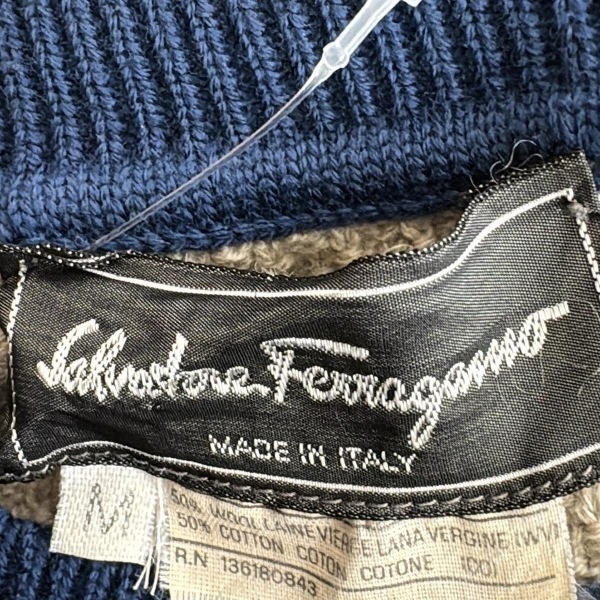 Salvatore Ferragamo
MADE IN ITALY
M
50% WOOL LAINE VIERGE LANA VERGINE (WV)
50% COTTON COTON COTONE (CO)
R.N 136180843